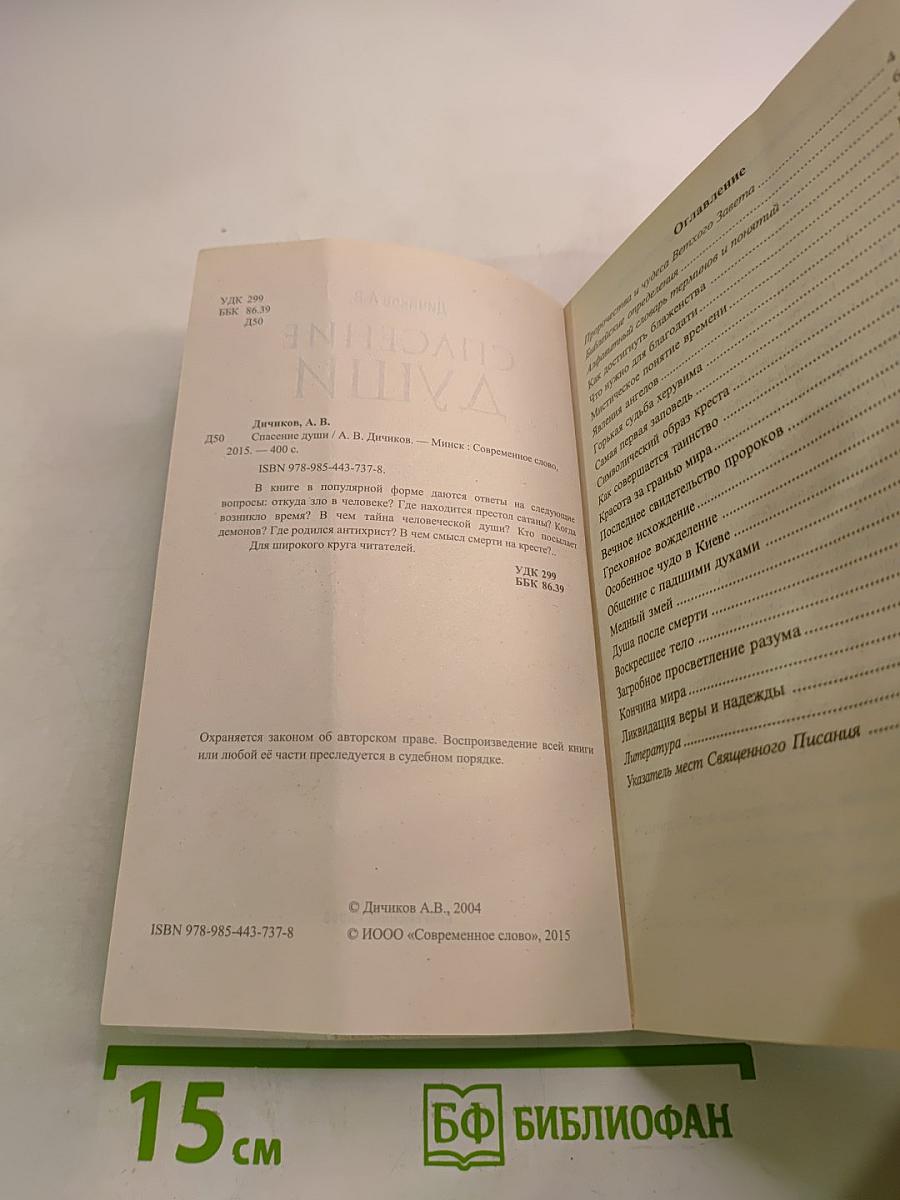 УДК 299
ББК 86.39
Д50
Дичиков, А. В.
Д50 Спасение души / А. В. Дичиков. — Минск : Современное слово,
2015. — 400 с.
ISBN 978-985-443-737-8.
В книге в популярной форме даются ответы на следующие
вопросы: откуда зло в человеке? Где находится престол сатаны? Когда
возникло время? В чем тайна человеческой души? Кто посылает
демонов? Где родился антихрист? В чем смысл смерти на кресте?..
Для широкого круга читателей.
УДК 299
ББК 86.39
Охраняется законом об авторском праве. Воспроизведение всей книги
или любой её части преследуется в судебном порядке.
© Дичиков А.В., 2004
ISBN 978-985-443-737-8 © ИООО «Современное слово», 2015
Оглавление
Пророчества и чудеса Ветхого Завета 4
Библейские определения 6
Алфавитный словарь терминов и понятий
Как достигнуть блаженства
Что нужно для благодати
Мистическое понятие времени
Явления ангелов
Горькая судьба херувима
Самая первая заповедь
Символический образ креста
Как совершается таинство
Красота за гранью мира
Последнее свидетельство пророков
Вечное исхождение
Греховное вожделение
Особенное чудо в Киеве
Общение с падшими духами
Медный змей
Душа после смерти
Воскресшее тело
Загробное просветление разума
Кончина мира
Ликвидация веры и надежды
Литература
Указатель мест Священного Писания
15 см
БФ БИБЛИОФАН